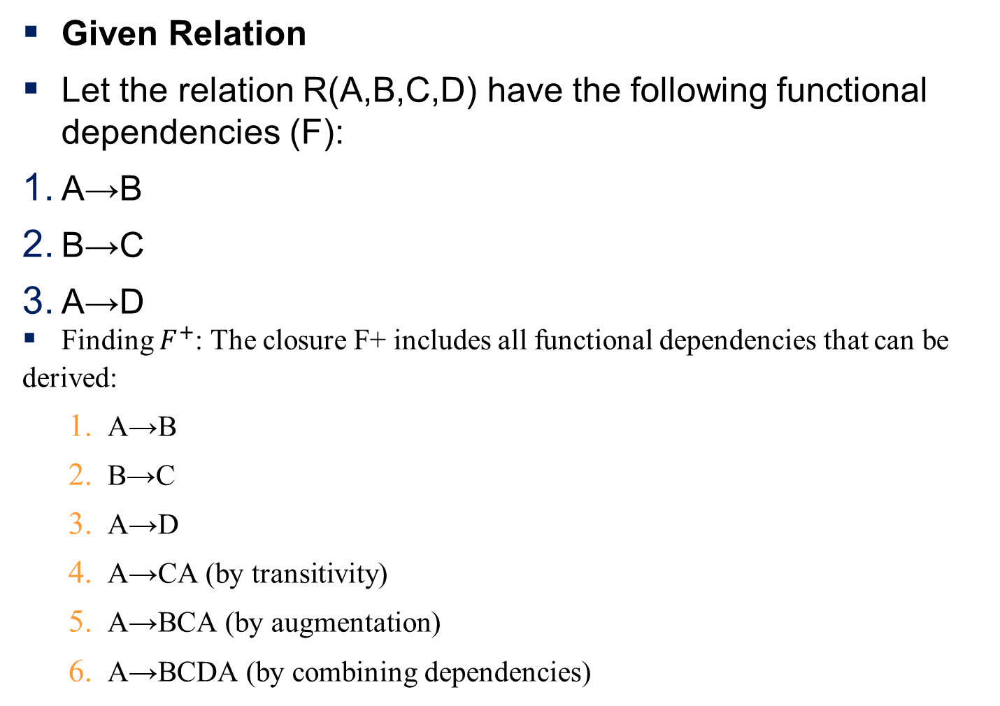 ▪ Given Relation
▪ Let the relation R(A,B,C,D) have the following functional
dependencies (F):
1. A→B
2. B→C
3. A→D
▪ Finding F⁺: The closure F+ includes all functional dependencies that can be
derived:
1. A→B
2. B→C
3. A→D
4. A→CA (by transitivity)
5. A→BCA (by augmentation)
6. A→BCDA (by combining dependencies)